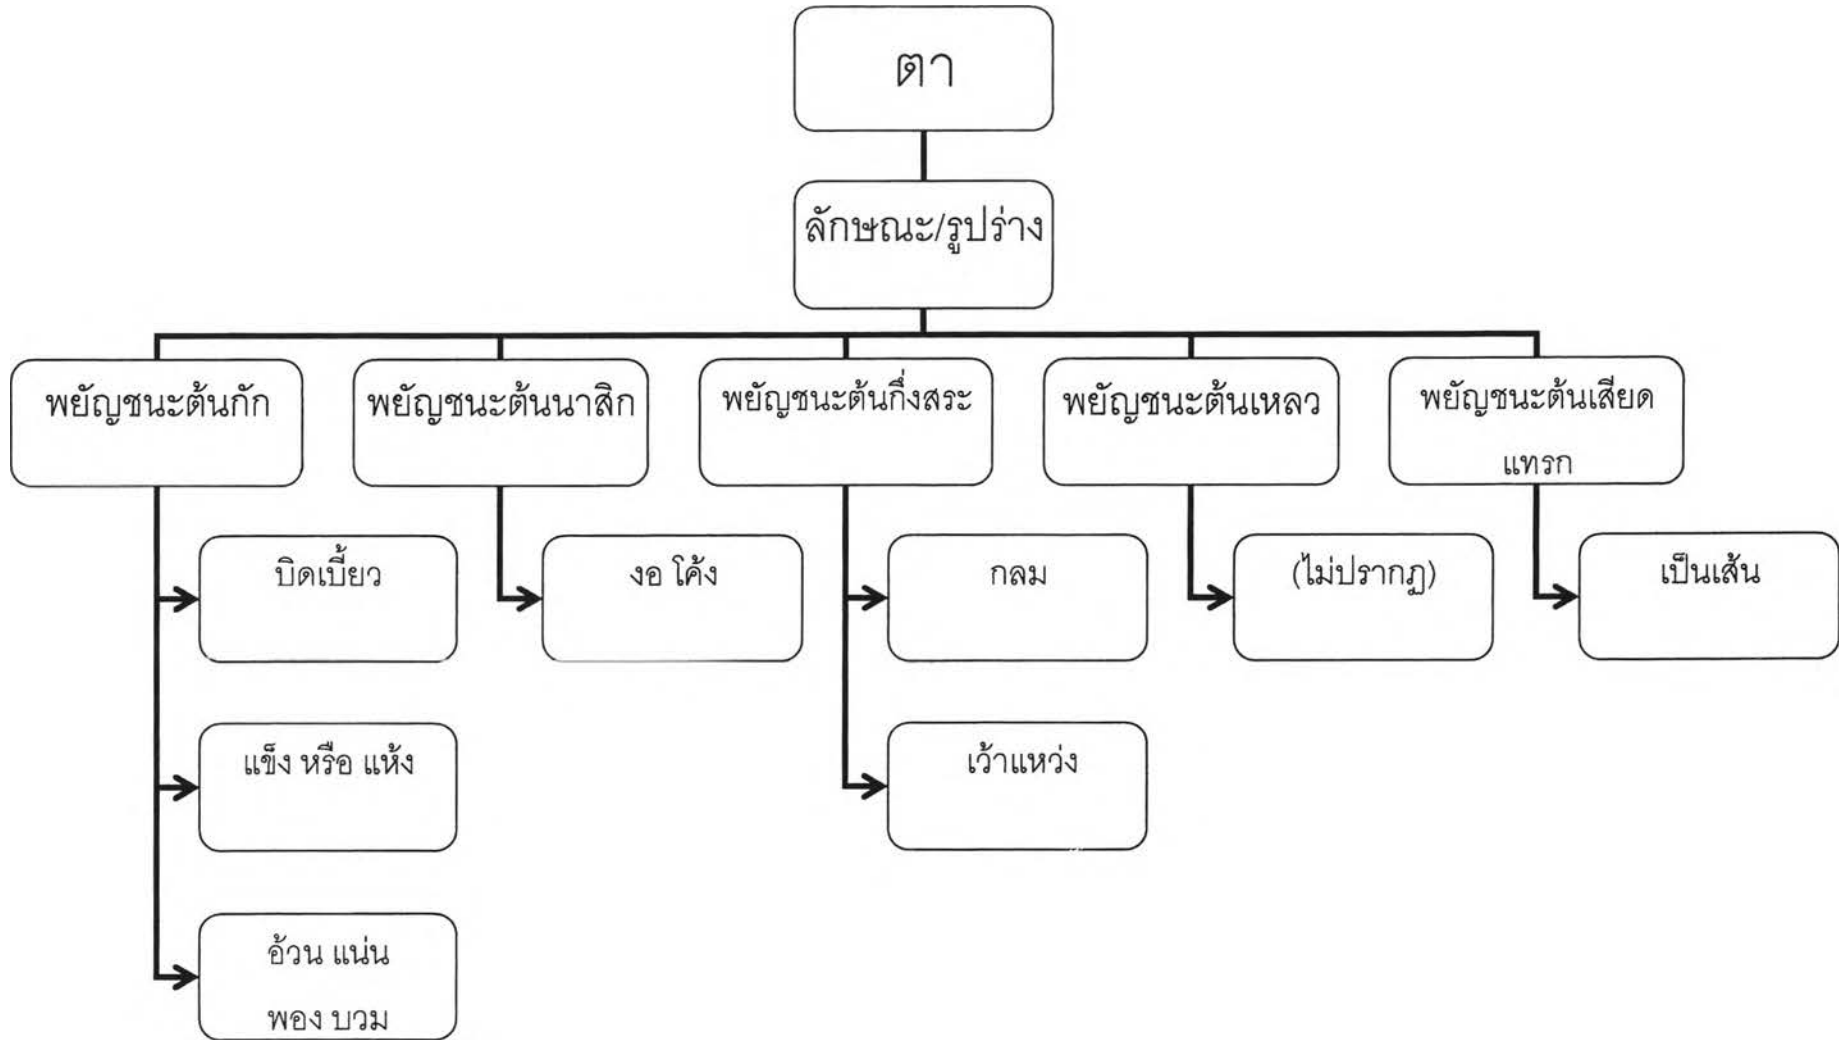 ตา
ลักษณะ/รูปร่าง
พยัญชนะต้นกัก
พยัญชนะต้นนาสิก
พยัญชนะต้นกึ่งสระ
พยัญชนะต้นเหลว
พยัญชนะต้นเสียด
แทรก
บิดเบี้ยว
งอ โค้ง
กลม
(ไม่ปรากฏ)
เป็นเส้น
แข็ง หรือ แห้ง
เว้าแหว่ง
อ้วน แน่น
พอง บวม